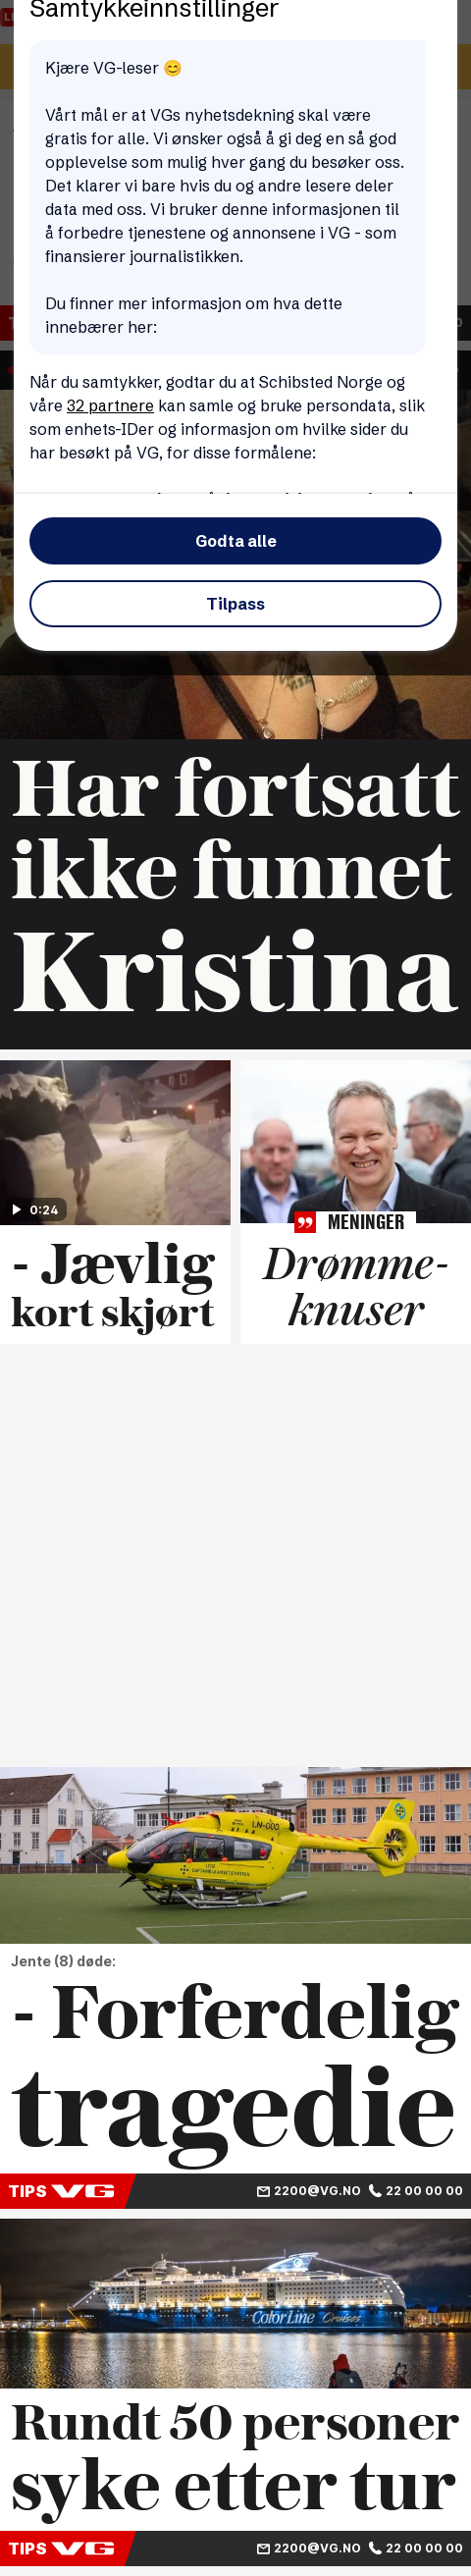 Samtykkeinnstillinger
Kjære VG-leser 😊
Vårt mål er at VGs nyhetsdekning skal være
gratis for alle. Vi ønsker også å gi deg en så god
opplevelse som mulig hver gang du besøker oss.
Det klarer vi bare hvis du og andre lesere deler
data med oss. Vi bruker denne informasjonen til
å forbedre tjenestene og annonsene i VG - som
finansierer journalistikken.
Du finner mer informasjon om hva dette
innebærer her:
Når du samtykker, godtar du at Schibsted Norge og
våre 32 partnere kan samle og bruke persondata, slik
som enhets-IDer og informasjon om hvilke sider du
har besøkt på VG, for disse formålene:
Godta alle
Tilpass
Har fortsatt
ikke funnet
Kristina
0:24
- Jævlig
kort skjørt
MENINGER
Drømme-
knuser
LN-OOO
Jente (8) døde:
- Forferdelig
tragedie
TIPS VG 2200@VG.NO 22 00 00 00
Color Line Cruises
Rundt 50 personer
syke etter tur
TIPS VG 2200@VG.NO 22 00 00 00